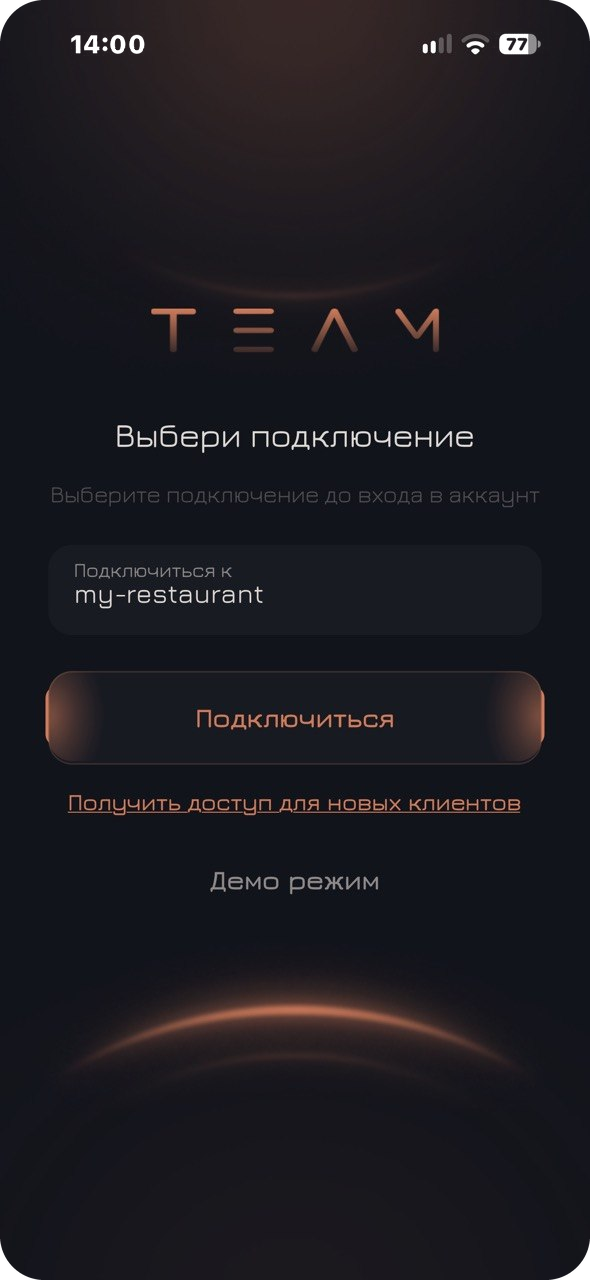 14:00
77
TEAM
Выбери подключение
Выберите подключение до входа в аккаунт
Подключиться к
my-restaurant
Подключиться
Получить доступ для новых клиентов
Демо режим